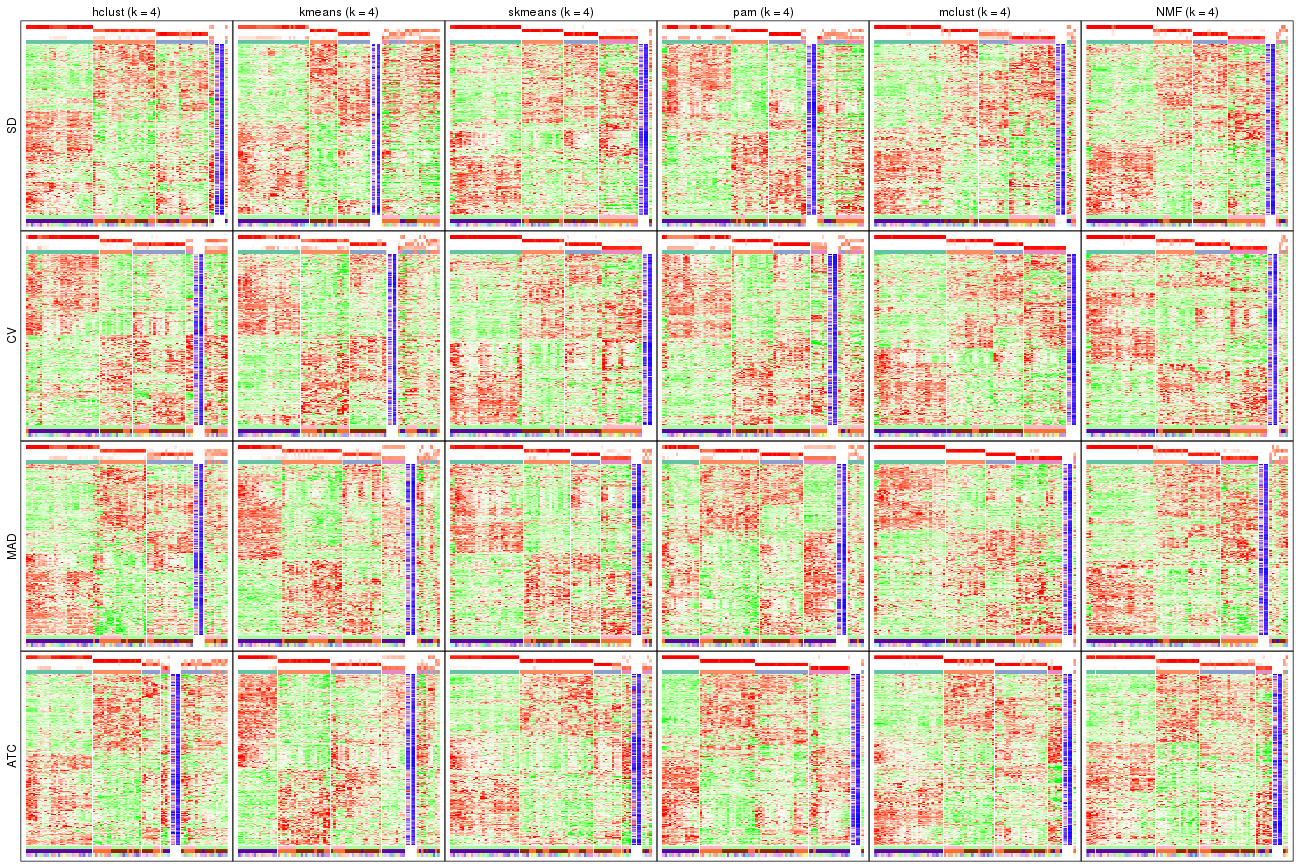 hclust (k = 4) kmeans (k = 4) skmeans (k = 4) pam (k = 4) mclust (k = 4) NMF (k = 4)
SD
CV
MAD
ATC